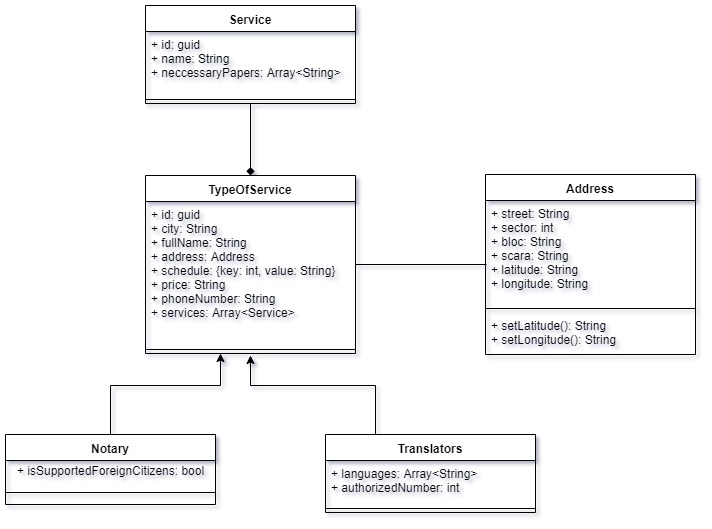 Service
+ id: guid
+ name: String
+ neccessaryPapers: Array<String>
TypeOfService
+ id: guid
+ city: String
+ fullName: String
+ address: Address
+ schedule: {key: int, value: String}
+ price: String
+ phoneNumber: String
+ services: Array<Service>
Address
+ street: String
+ sector: int
+ bloc: String
+ scara: String
+ latitude: String
+ longitude: String
+ setLatitude(): String
+ setLongitude(): String
Notary
+ isSupportedForeignCitizens: bool
Translators
+ languages: Array<String>
+ authorizedNumber: int